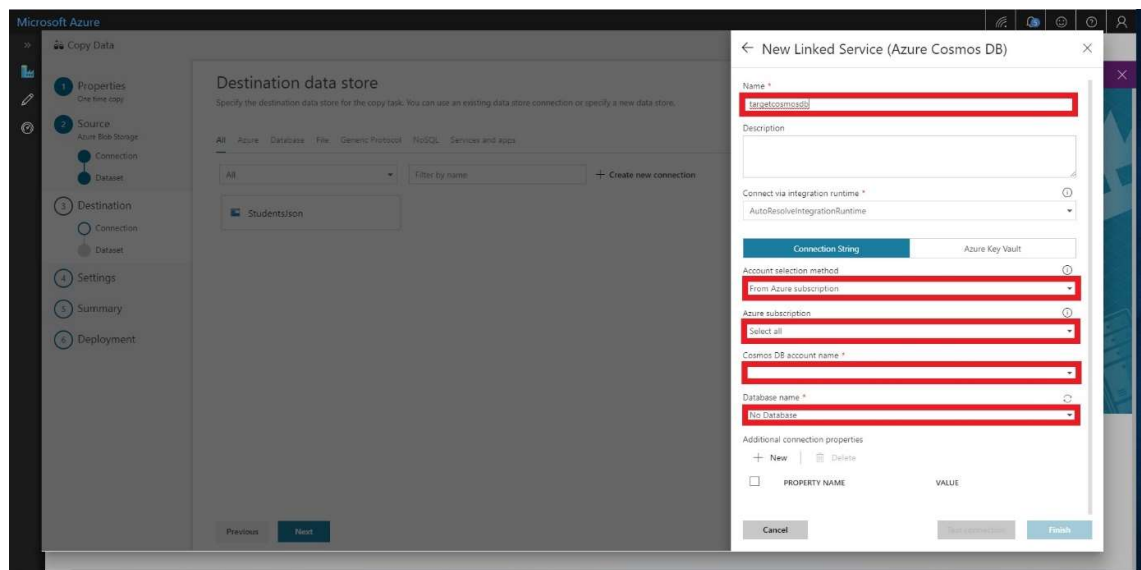 Microsoft Azure
Copy Data
1 Properties
One time copy
2 Source
Azure Blob Storage
Connection
Dataset
3 Destination
Connection
Dataset
4 Settings
5 Summary
6 Deployment
Destination data store
Specify the destination data store for the copy task. You can use an existing data store connection or specify a new data store.
All Azure Database File Generic Protocol NoSQL Services and apps
All Filter by name + Create new connection
StudentsJson
Previous Next
New Linked Service (Azure Cosmos DB)
Name *
targetcosmosdb
Description
Connect via integration runtime *
AutoResolveIntegrationRuntime
Connection String Azure Key Vault
Account selection method
From Azure subscription
Azure subscription
Select all
Cosmos DB account name *
Database name *
No Database
Additional connection properties
+ New Delete
PROPERTY NAME VALUE
Cancel Test connection Finish